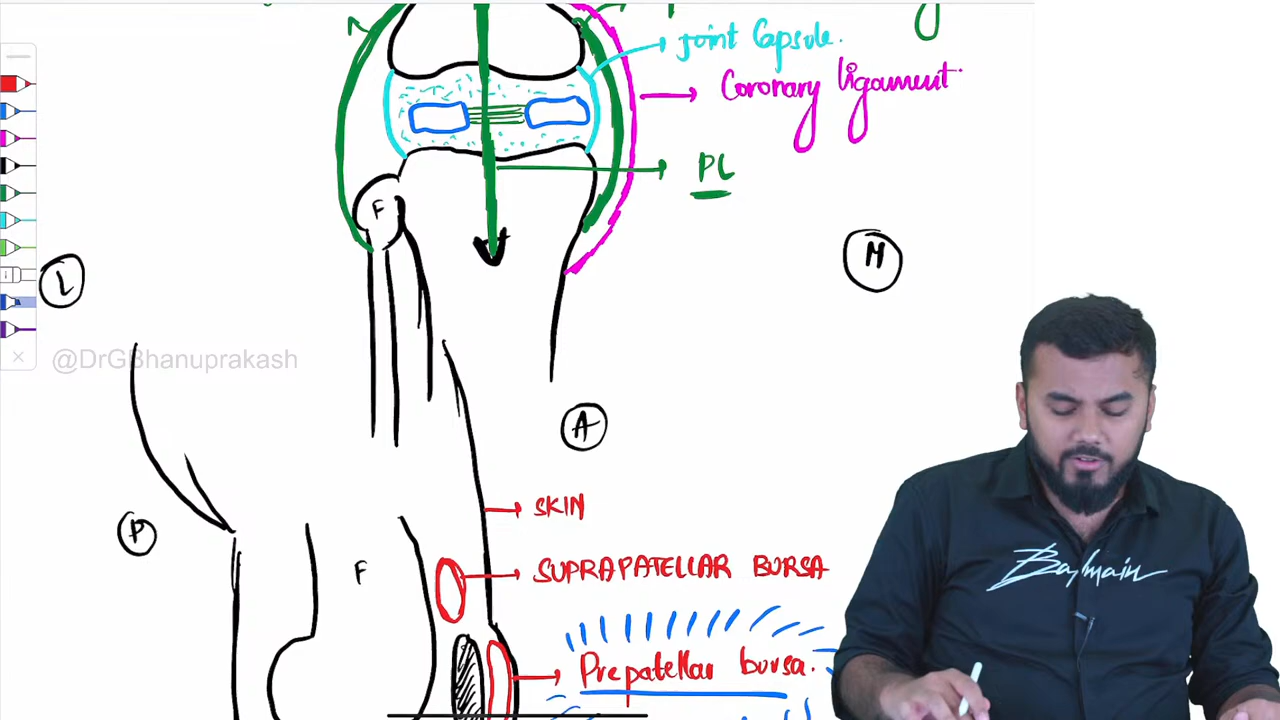 Joint Capsule.
Coronary ligament
PL
F
L
M
@DrGBhanuprakash
A
SKIN
P
F
SUPRAPATELLAR BURSA
Prepatellar bursa.
Balmain